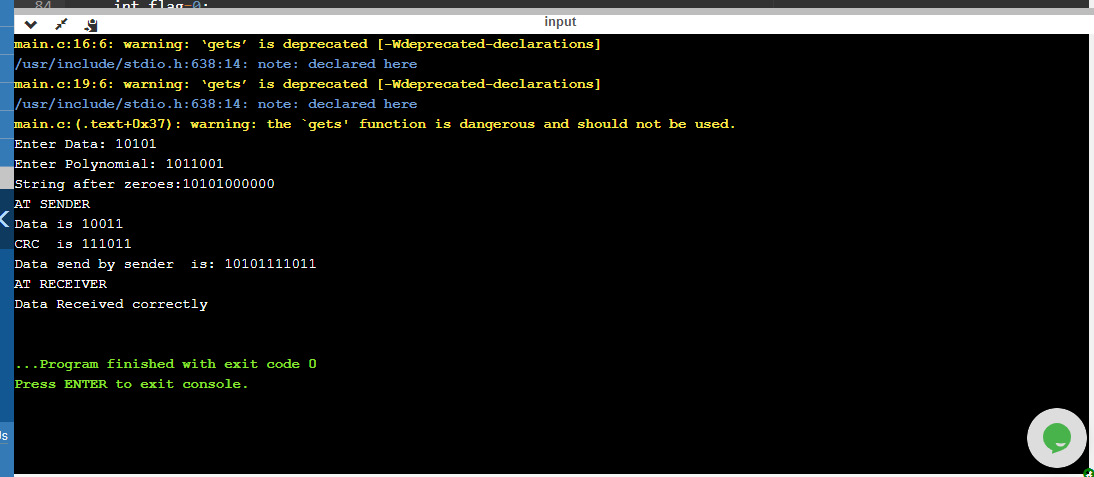 84 int flag=0;
input
main.c:16:6: warning: ‘gets’ is deprecated [-Wdeprecated-declarations]
/usr/include/stdio.h:638:14: note: declared here
main.c:19:6: warning: ‘gets’ is deprecated [-Wdeprecated-declarations]
/usr/include/stdio.h:638:14: note: declared here
main.c:(.text+0x37): warning: the `gets' function is dangerous and should not be used.
Enter Data: 10101
Enter Polynomial: 1011001
String after zeroes:10101000000
AT SENDER
Data is 10011
CRC  is 111011
Data send by sender  is: 10101111011
AT RECEIVER
Data Received correctly
...Program finished with exit code 0
Press ENTER to exit console.